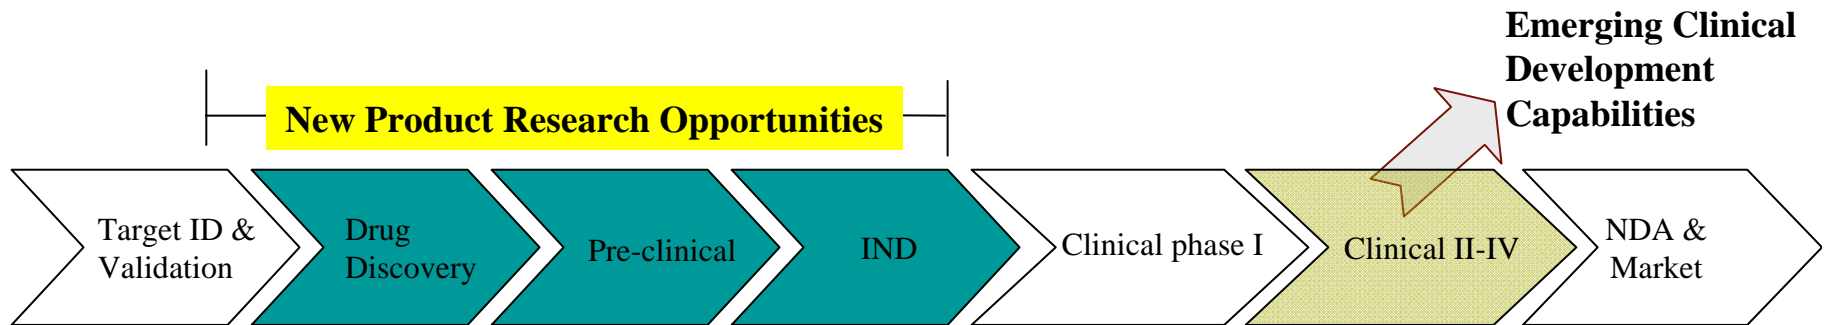 Emerging Clinical
Development
Capabilities
New Product Research Opportunities
Target ID &
Validation
Drug
Discovery
Pre-clinical
IND
Clinical phase I
Clinical II-IV
NDA &
Market